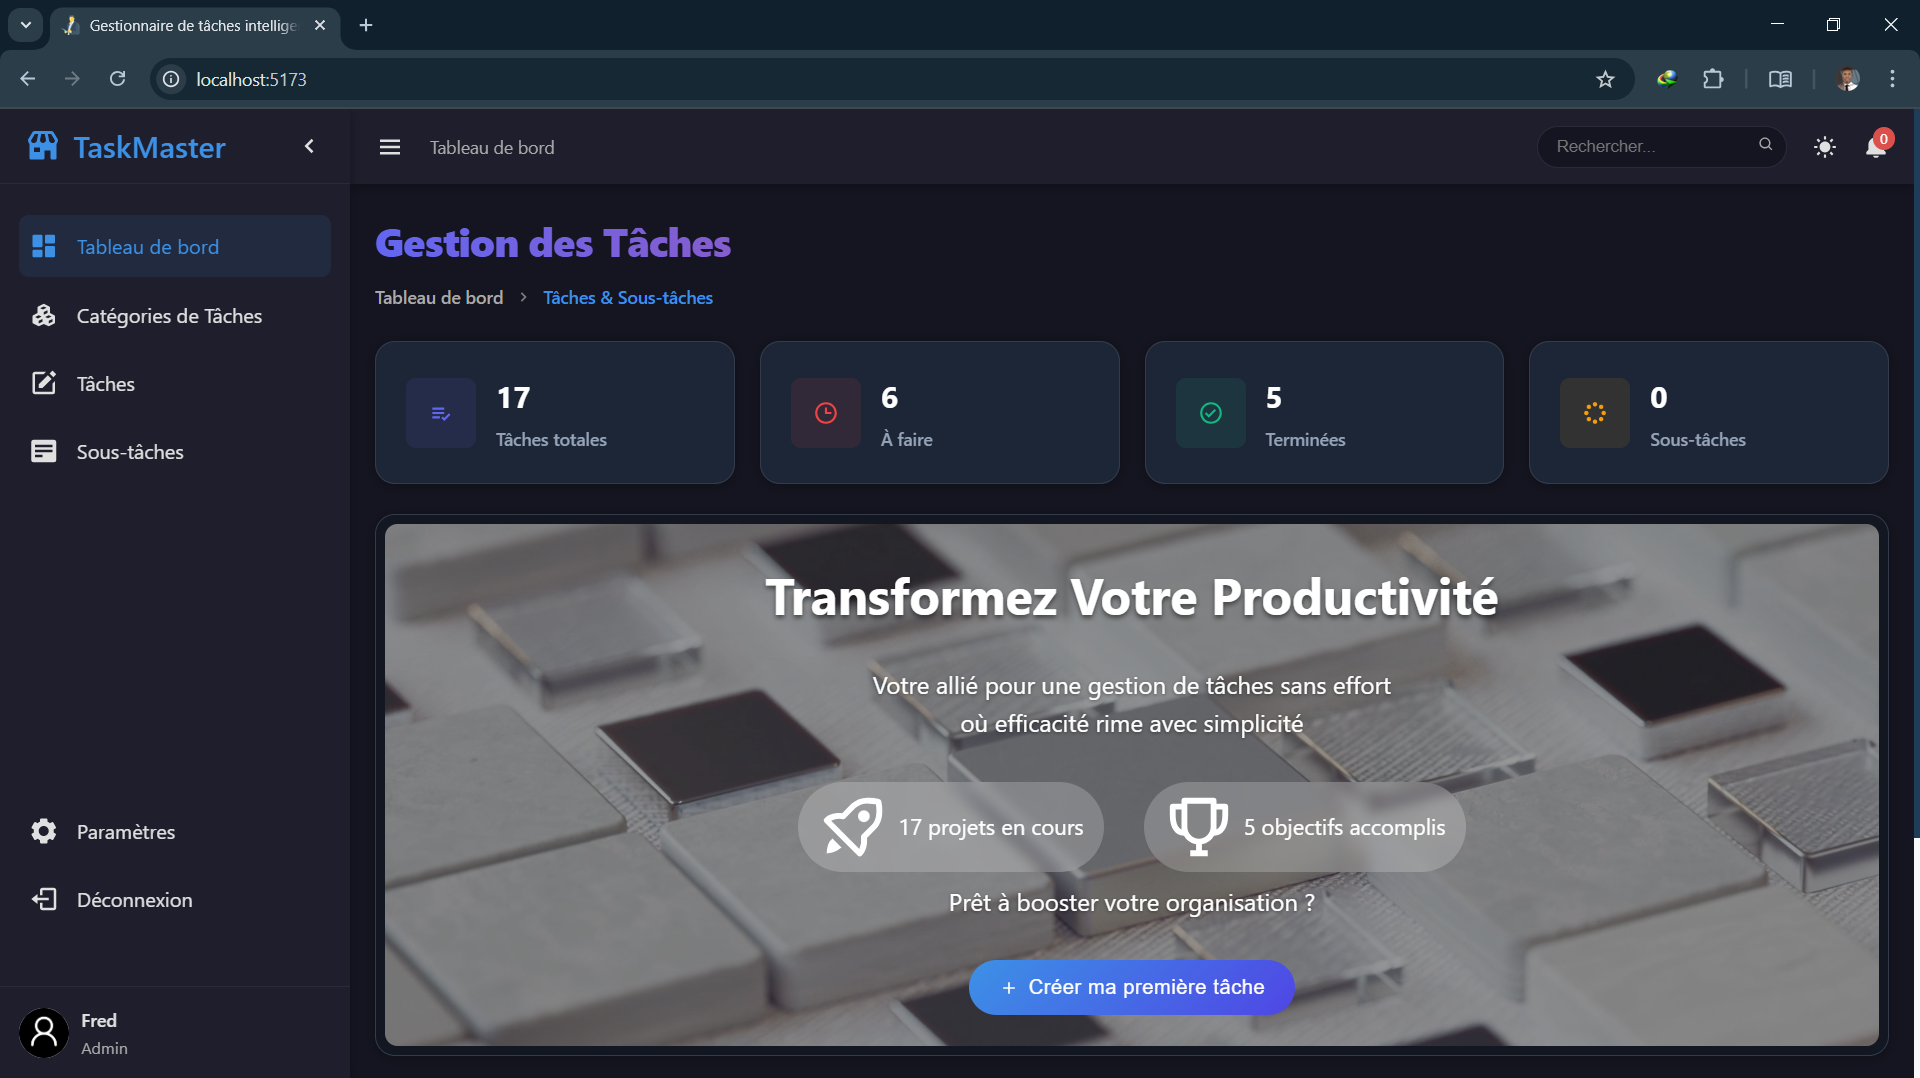 Gestionnaire de tâches intellige
localhost:5173
TaskMaster
Tableau de bord
Rechercher...
0
Tableau de bord
Catégories de Tâches
Tâches
Sous-tâches
Paramètres
Déconnexion
Fred
Admin
Gestion des Tâches
Tableau de bord > Tâches & Sous-tâches
17
Tâches totales
6
À faire
5
Terminées
0
Sous-tâches
Transformez Votre Productivité
Votre allié pour une gestion de tâches sans effort
où efficacité rime avec simplicité
17 projets en cours
5 objectifs accomplis
Prêt à booster votre organisation ?
+ Créer ma première tâche